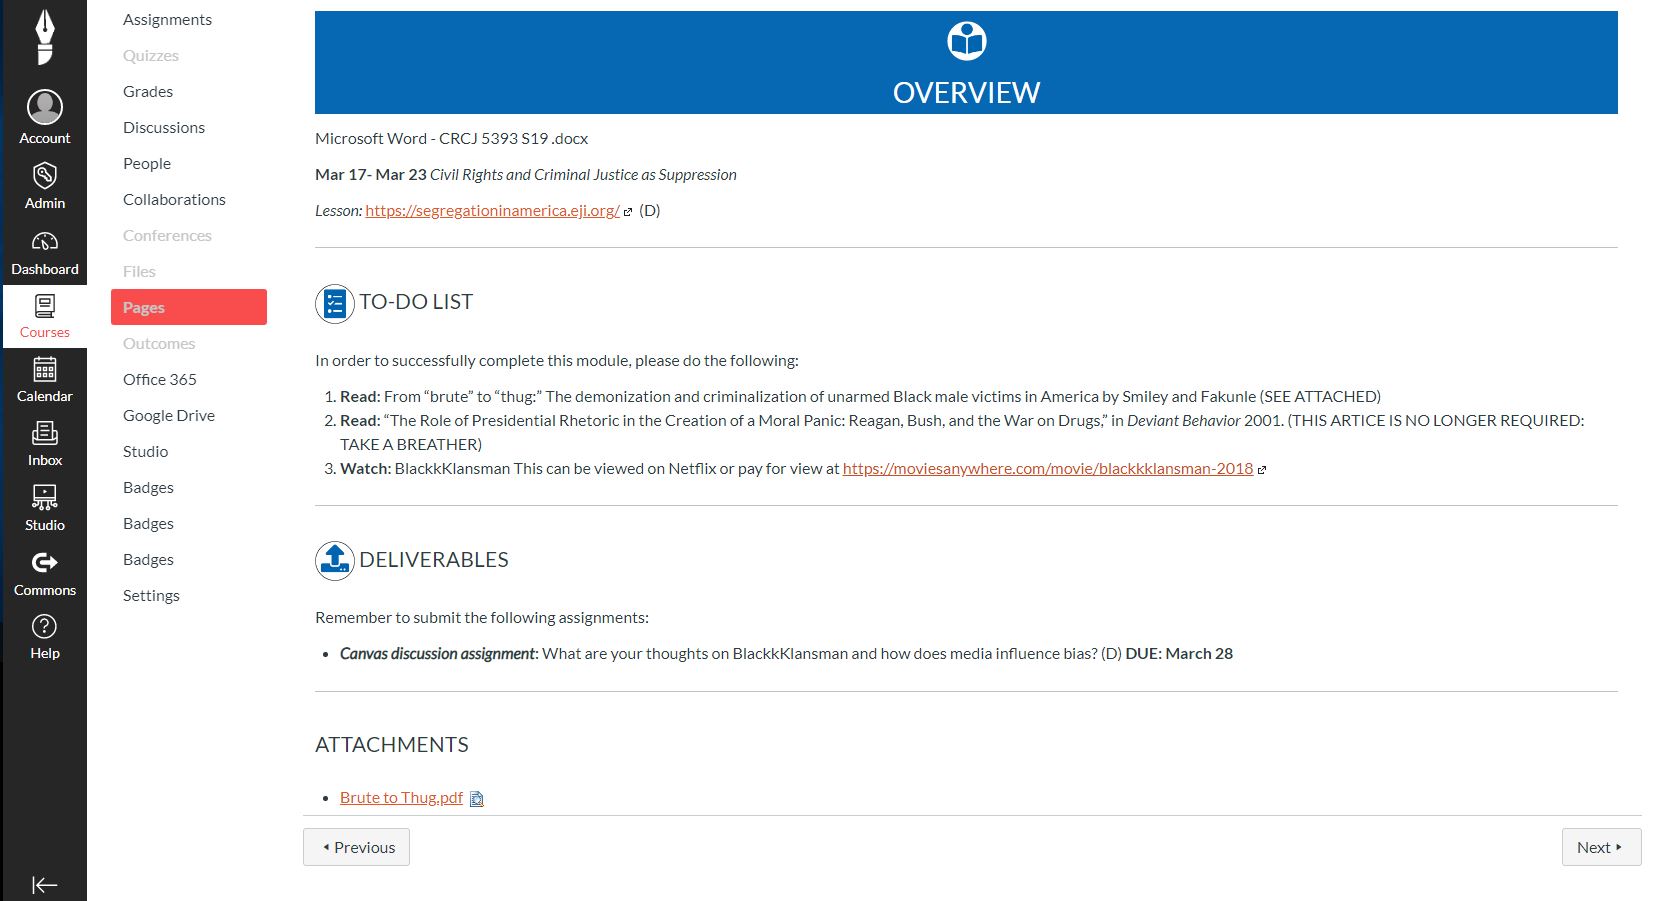 Account
Admin
Dashboard
Courses
Calendar
Inbox
Studio
Commons
Help
Assignments
Quizzes
Grades
Discussions
People
Collaborations
Conferences
Files
Pages
Outcomes
Office 365
Google Drive
Studio
Badges
Badges
Badges
Settings
OVERVIEW
Microsoft Word - CRCJ 5393 S19 .docx
Mar 17- Mar 23 Civil Rights and Criminal Justice as Suppression
Lesson: https://segregationinamerica.eji.org/ (D)
TO-DO LIST
In order to successfully complete this module, please do the following:
1. Read: From “brute” to “thug:” The demonization and criminalization of unarmed Black male victims in America by Smiley and Fakunle (SEE ATTACHED)
2. Read: “The Role of Presidential Rhetoric in the Creation of a Moral Panic: Reagan, Bush, and the War on Drugs,” in Deviant Behavior 2001. (THIS ARTICE IS NO LONGER REQUIRED:
TAKE A BREATHER)
3. Watch: BlackkKlansman This can be viewed on Netflix or pay for view at https://moviesanywhere.com/movie/blackkklansman-2018
DELIVERABLES
Remember to submit the following assignments:
• Canvas discussion assignment: What are your thoughts on BlackkKlansman and how does media influence bias? (D) DUE: March 28
ATTACHMENTS
• Brute to Thug.pdf
Previous
Next